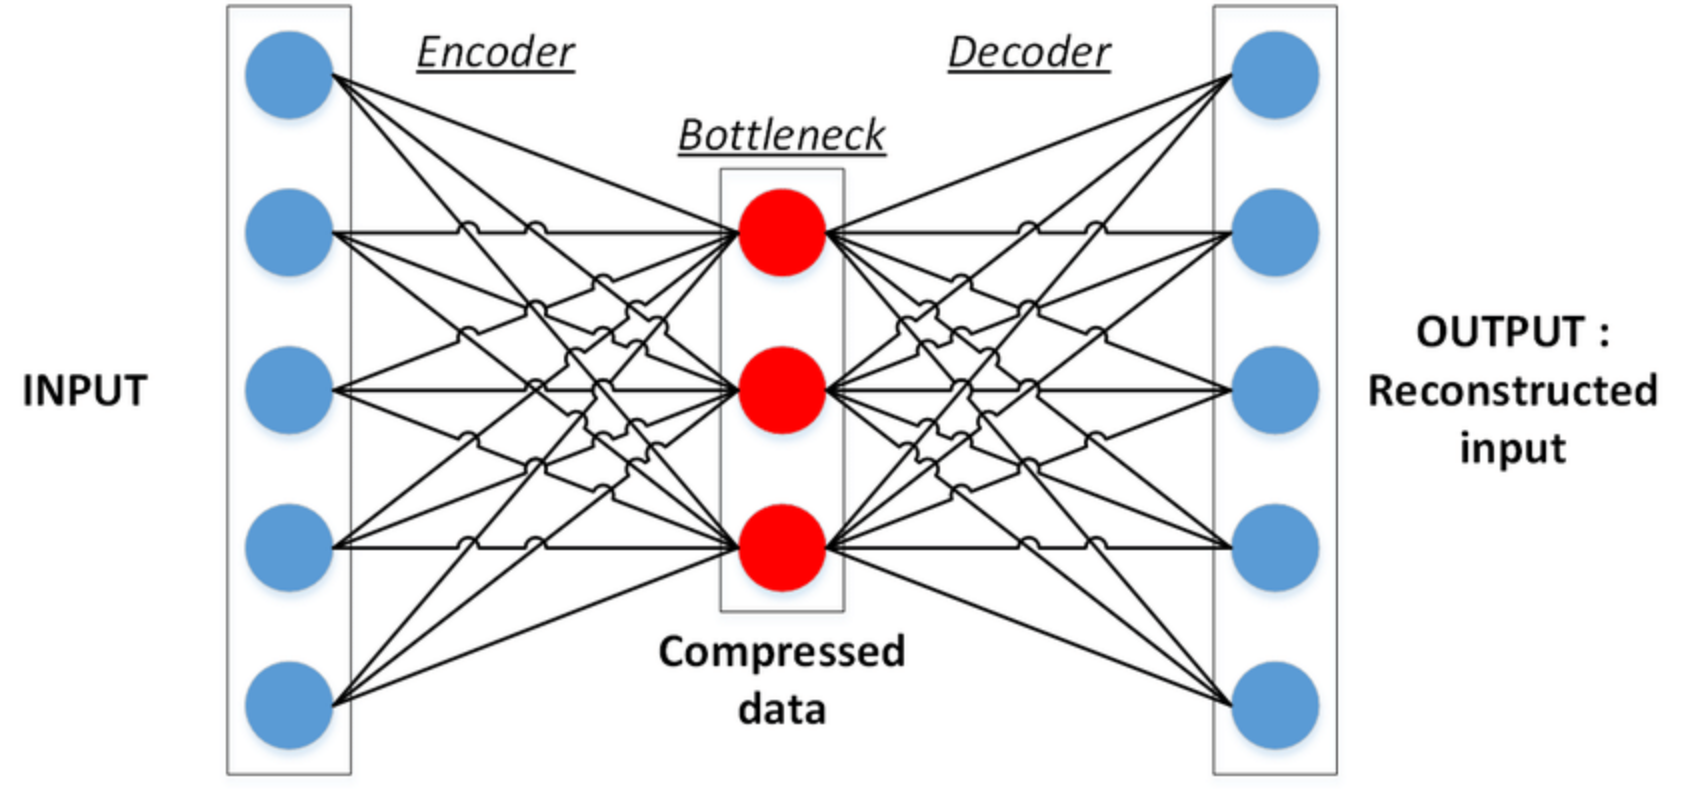 Encoder
Decoder
Bottleneck
INPUT
OUTPUT :
Reconstructed
input
Compressed
data